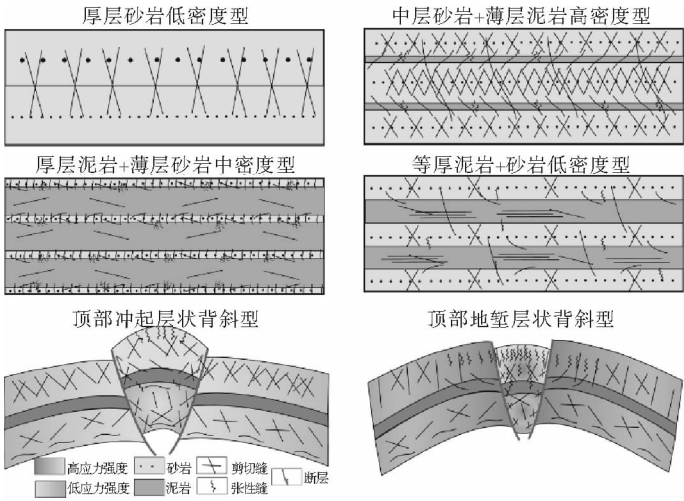 厚层砂岩低密度型
中层砂岩+薄层泥岩高密度型
厚层泥岩+薄层砂岩中密度型
等厚泥岩+砂岩低密度型
顶部冲起层状背斜型
顶部地堑层状背斜型
高应力强度 砂岩 剪切缝 断层
低应力强度 泥岩 张性缝